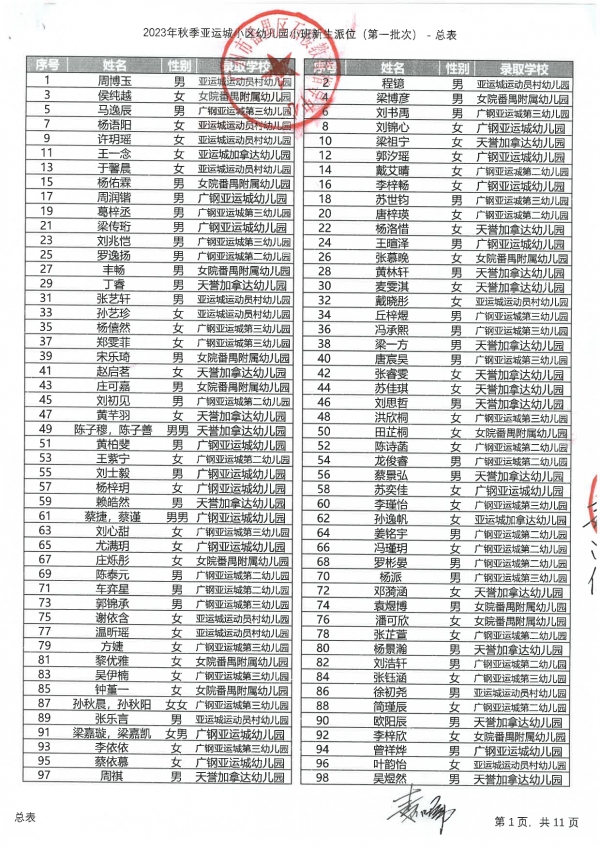 2023年秋季亚运城小区幼儿园小班新生派位（第一批次） - 总表
序号 姓名 性别 录取学校 序号 姓名 性别 录取学校
1 周博玉 男 亚运城运动员村幼儿园 2 程镱 男 亚运城运动员村幼儿园
3 侯纯越 女 女院番禺附属幼儿园 4 梁博彦 男 女院番禺附属幼儿园
5 马逸辰 男 广钢亚运城第三幼儿园 6 刘书禹 男 广钢亚运城第三幼儿园
7 杨语阳 女 亚运城运动员村幼儿园 8 刘锦心 女 广钢亚运城幼儿园
9 许玥瑶 女 亚运城运动员村幼儿园 10 梁祖宁 男 天誉加拿达幼儿园
11 王一念 女 亚运城加拿达幼儿园 12 郭汐瑶 女 广钢亚运城幼儿园
13 于馨晨 女 亚运城运动员村幼儿园 14 戴艾晴 女 广钢亚运城第二幼儿园
15 杨佑霖 男 女院番禺附属幼儿园 16 李梓畅 女 广钢亚运城幼儿园
17 周润锴 男 广钢亚运城幼儿园 18 苏世钧 男 广钢亚运城第三幼儿园
19 葛梓丞 男 广钢亚运城第三幼儿园 20 唐梓瑛 女 广钢亚运城第二幼儿园
21 梁传珩 男 广钢亚运城第三幼儿园 22 杨洛惜 女 天誉加拿达幼儿园
23 刘兆恺 男 广钢亚运城第三幼儿园 24 王暄泽 男 广钢亚运城幼儿园
25 罗逸扬 男 广钢亚运城第二幼儿园 26 张慕晚 女 女院番禺附属幼儿园
27 丰畅 男 女院番禺附属幼儿园 28 黄林轩 男 天誉加拿达幼儿园
29 丁睿 男 天誉加拿达幼儿园 30 麦雯淇 女 天誉加拿达幼儿园
31 张艺轩 男 亚运城运动员村幼儿园 32 戴晓彤 女 亚运城运动员村幼儿园
33 孙艺珍 女 亚运城运动员村幼儿园 34 丘梓煜 男 广钢亚运城第三幼儿园
35 杨僖然 女 广钢亚运城第三幼儿园 36 冯承熙 男 广钢亚运城第三幼儿园
37 郑雯菲 女 广钢亚运城第三幼儿园 38 梁一方 男 天誉加拿达幼儿园
39 宋乐琦 男 女院番禺附属幼儿园 40 唐宸昊 男 广钢亚运城第三幼儿园
41 赵启茗 女 天誉加拿达幼儿园 42 张睿雯 女 天誉加拿达幼儿园
43 庄可嘉 男 女院番禺附属幼儿园 44 苏佳琪 女 天誉加拿达幼儿园
45 刘初见 男 广钢亚运城第二幼儿园 46 刘思哲 男 天誉加拿达幼儿园
47 黄芊羽 女 天誉加拿达幼儿园 48 洪欣桐 女 广钢亚运城第三幼儿园
49 陈子穆，陈子善 男男 天誉加拿达幼儿园 50 田芷桐 女 女院番禺附属幼儿园
51 黄柏斐 男 广钢亚运城幼儿园 52 陈诗菡 女 广钢亚运城第二幼儿园
53 王萦宁 女 广钢亚运城第二幼儿园 54 龙俊睿 男 广钢亚运城第三幼儿园
55 刘士毅 男 广钢亚运城幼儿园 56 蔡景弘 男 天誉加拿达幼儿园
57 杨梓玥 女 广钢亚运城幼儿园 58 苏奕佳 女 广钢亚运城幼儿园
59 赖皓然 男 天誉加拿达幼儿园 60 李瑾怡 女 广钢亚运城第三幼儿园
61 蔡捷，蔡谨 男男 广钢亚运城幼儿园 62 孙逸帆 女 亚运城加拿达幼儿园
63 刘心甜 女 广钢亚运城第三幼儿园 64 姜铭宇 男 广钢亚运城幼儿园
65 尤满玥 女 广钢亚运城幼儿园 66 冯瑾玥 女 广钢亚运城第二幼儿园
67 庄烁彤 女 女院番禺附属幼儿园 68 罗彬晏 男 广钢亚运城第二幼儿园
69 陈泰元 男 广钢亚运城第二幼儿园 70 杨派 男 广钢亚运城第三幼儿园
71 车弈星 男 广钢亚运城第二幼儿园 72 邓漪涵 女 天誉加拿达幼儿园
73 郭锦承 男 广钢亚运城第三幼儿园 74 袁煜博 男 女院番禺附属幼儿园
75 谢依含 女 亚运城运动员村幼儿园 76 潘可欣 女 女院番禺附属幼儿园
77 温昕瑶 女 亚运城运动员村幼儿园 78 张芷萱 女 广钢亚运城第二幼儿园
79 方婕 女 广钢亚运城第三幼儿园 80 杨景瀚 男 天誉加拿达幼儿园
81 黎优雅 女 女院番禺附属幼儿园 82 刘浩轩 男 广钢亚运城第三幼儿园
83 吴伊楠 女 广钢亚运城第三幼儿园 84 张钰涵 女 广钢亚运城第三幼儿园
85 钟堇一 女 女院番禺附属幼儿园 86 徐初尧 男 亚运城运动员村幼儿园
87 孙秋晨，孙秋阳 女女 广钢亚运城第三幼儿园 88 简瑾辰 女 广钢亚运城第二幼儿园
89 张乐言 男 亚运城运动员村幼儿园 90 欧阳辰 男 天誉加拿达幼儿园
91 梁嘉璇，梁嘉凯 女男 广钢亚运城幼儿园 92 李梓欣 女 女院番禺附属幼儿园
93 李依依 女 广钢亚运城第三幼儿园 94 曾祥烨 男 广钢亚运城幼儿园
95 蔡依慕 女 广钢亚运城第三幼儿园 96 叶韵怡 女 亚运城运动员村幼儿园
97 周祺 男 天誉加拿达幼儿园 98 吴煜然 男 天誉加拿达幼儿园
总表 第 1 页，共 11 页